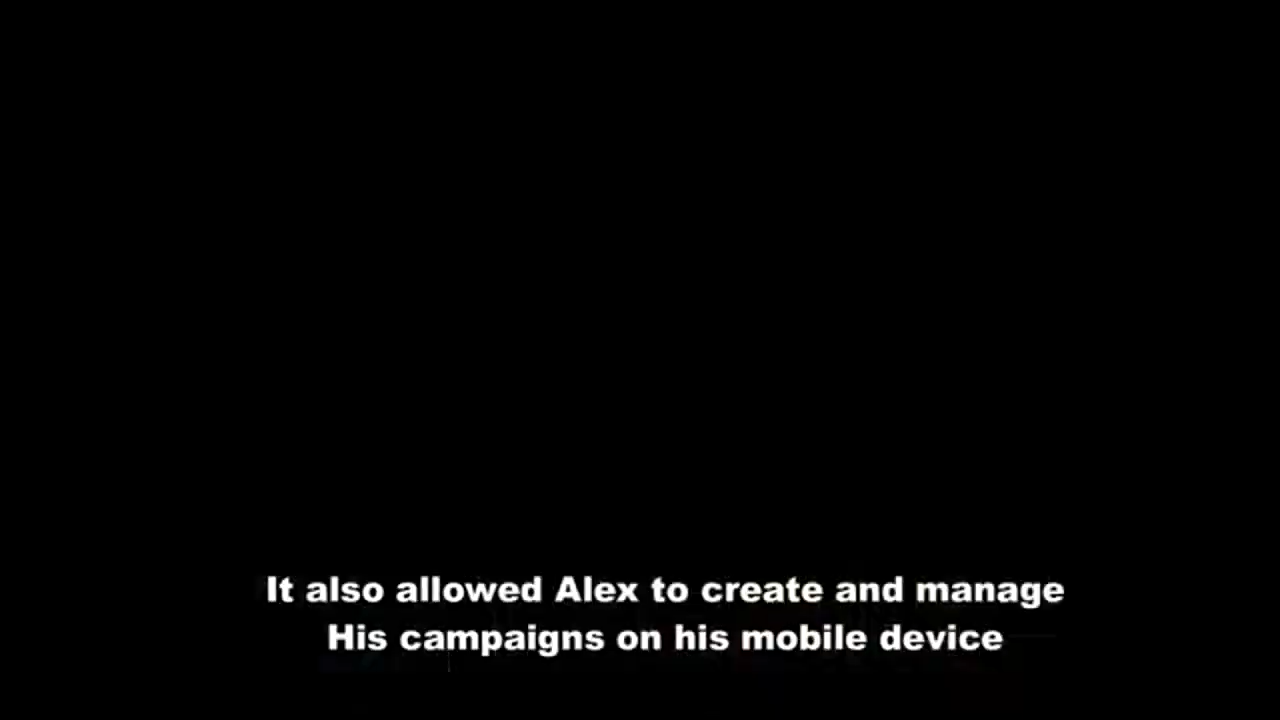 It also allowed Alex to create and manage
His campaigns on his mobile device